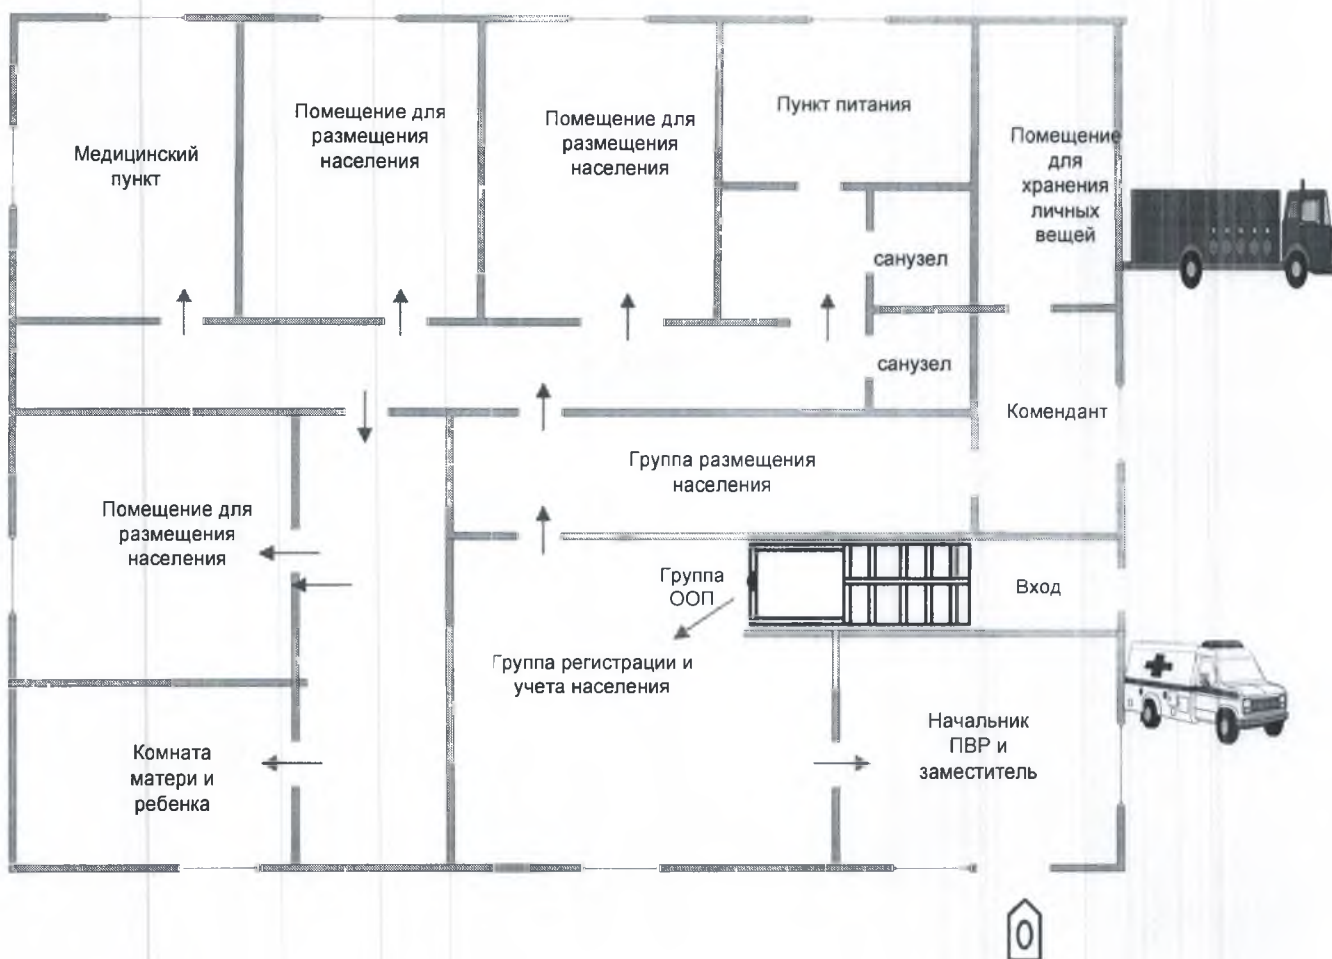 Помещение для
размещения
населения
Помещение для
размещения
населения
Пункт питания
Помещение
для
хранения
личных
вещей
Медицинский
пункт
санузел
санузел
Комендант
Группа размещения
населения
Помещение для
размещения
населения
Группа
ООП
Вход
Группа регистрации и
учета населения
Начальник
ПВР и
заместитель
Комната
матери и
ребенка
0